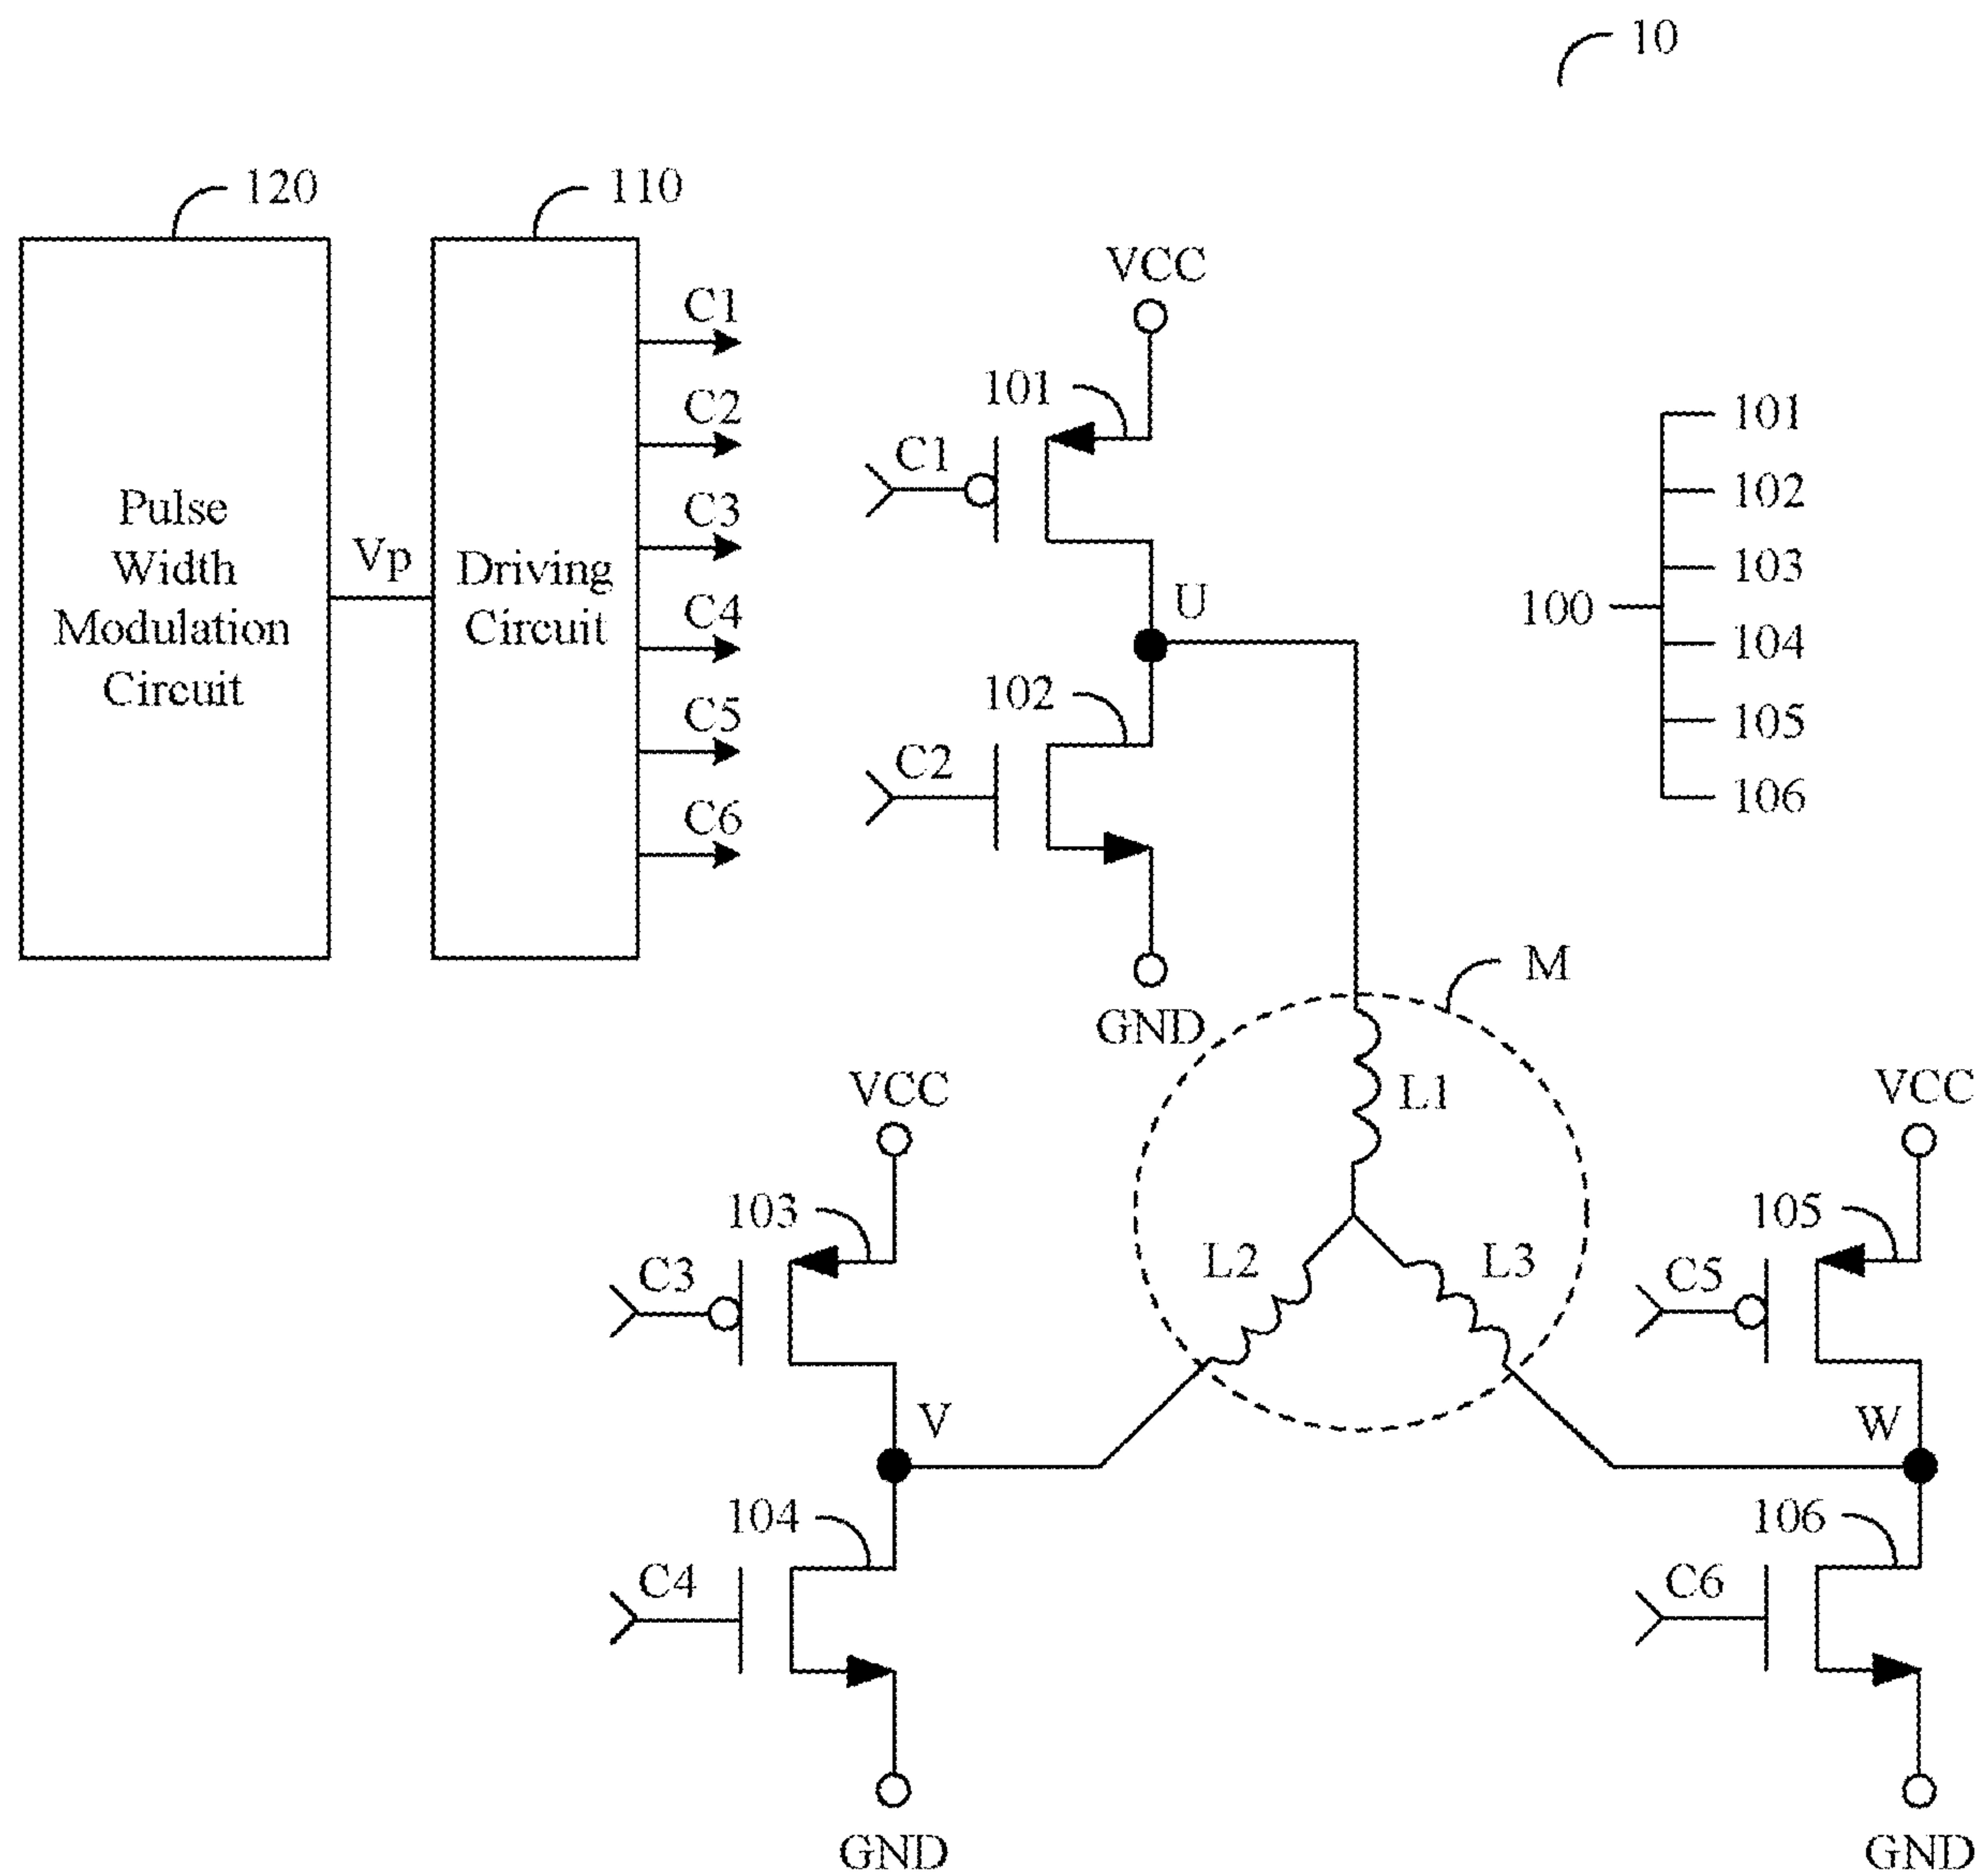 10
120
110
Pulse
Width
Modulation
Circuit
Vp
Driving
Circuit
C1
C2
C3
C4
C5
C6
VCC
101
C1
U
102
C2
GND
100
101
102
103
104
105
106
M
L1
L2
L3
VCC
103
C3
V
104
C4
GND
VCC
105
C5
W
106
C6
GND